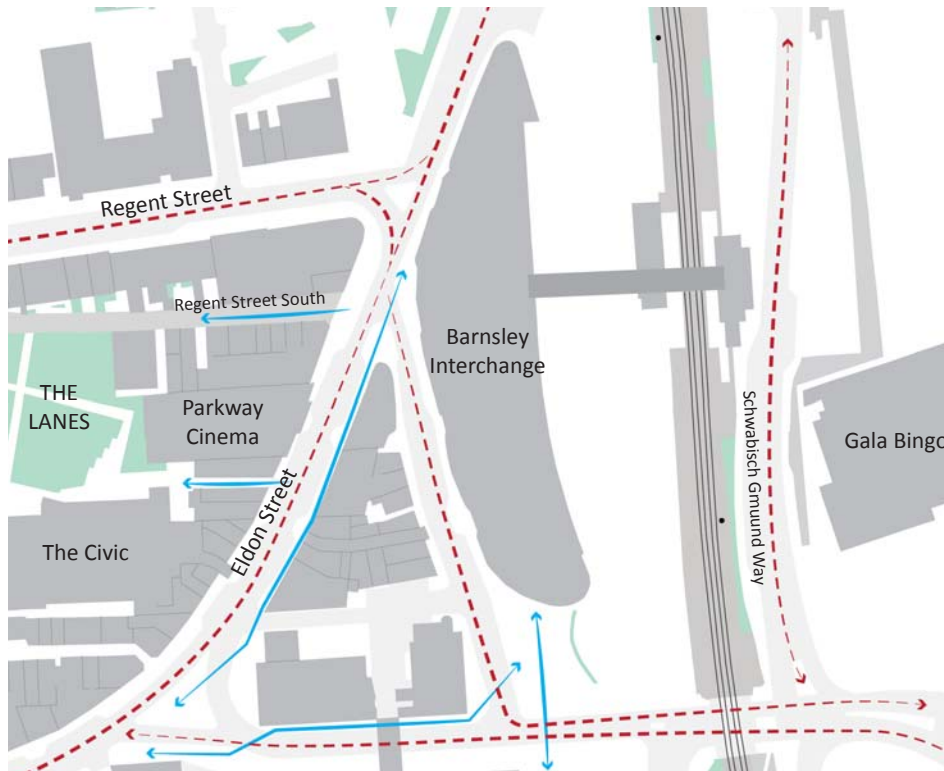 Regent Street
Regent Street South
Barnsley
Interchange
THE
LANES
Parkway
Cinema
Schwabisch Gmuund Way
Gala Bingo
Eldon Street
The Civic